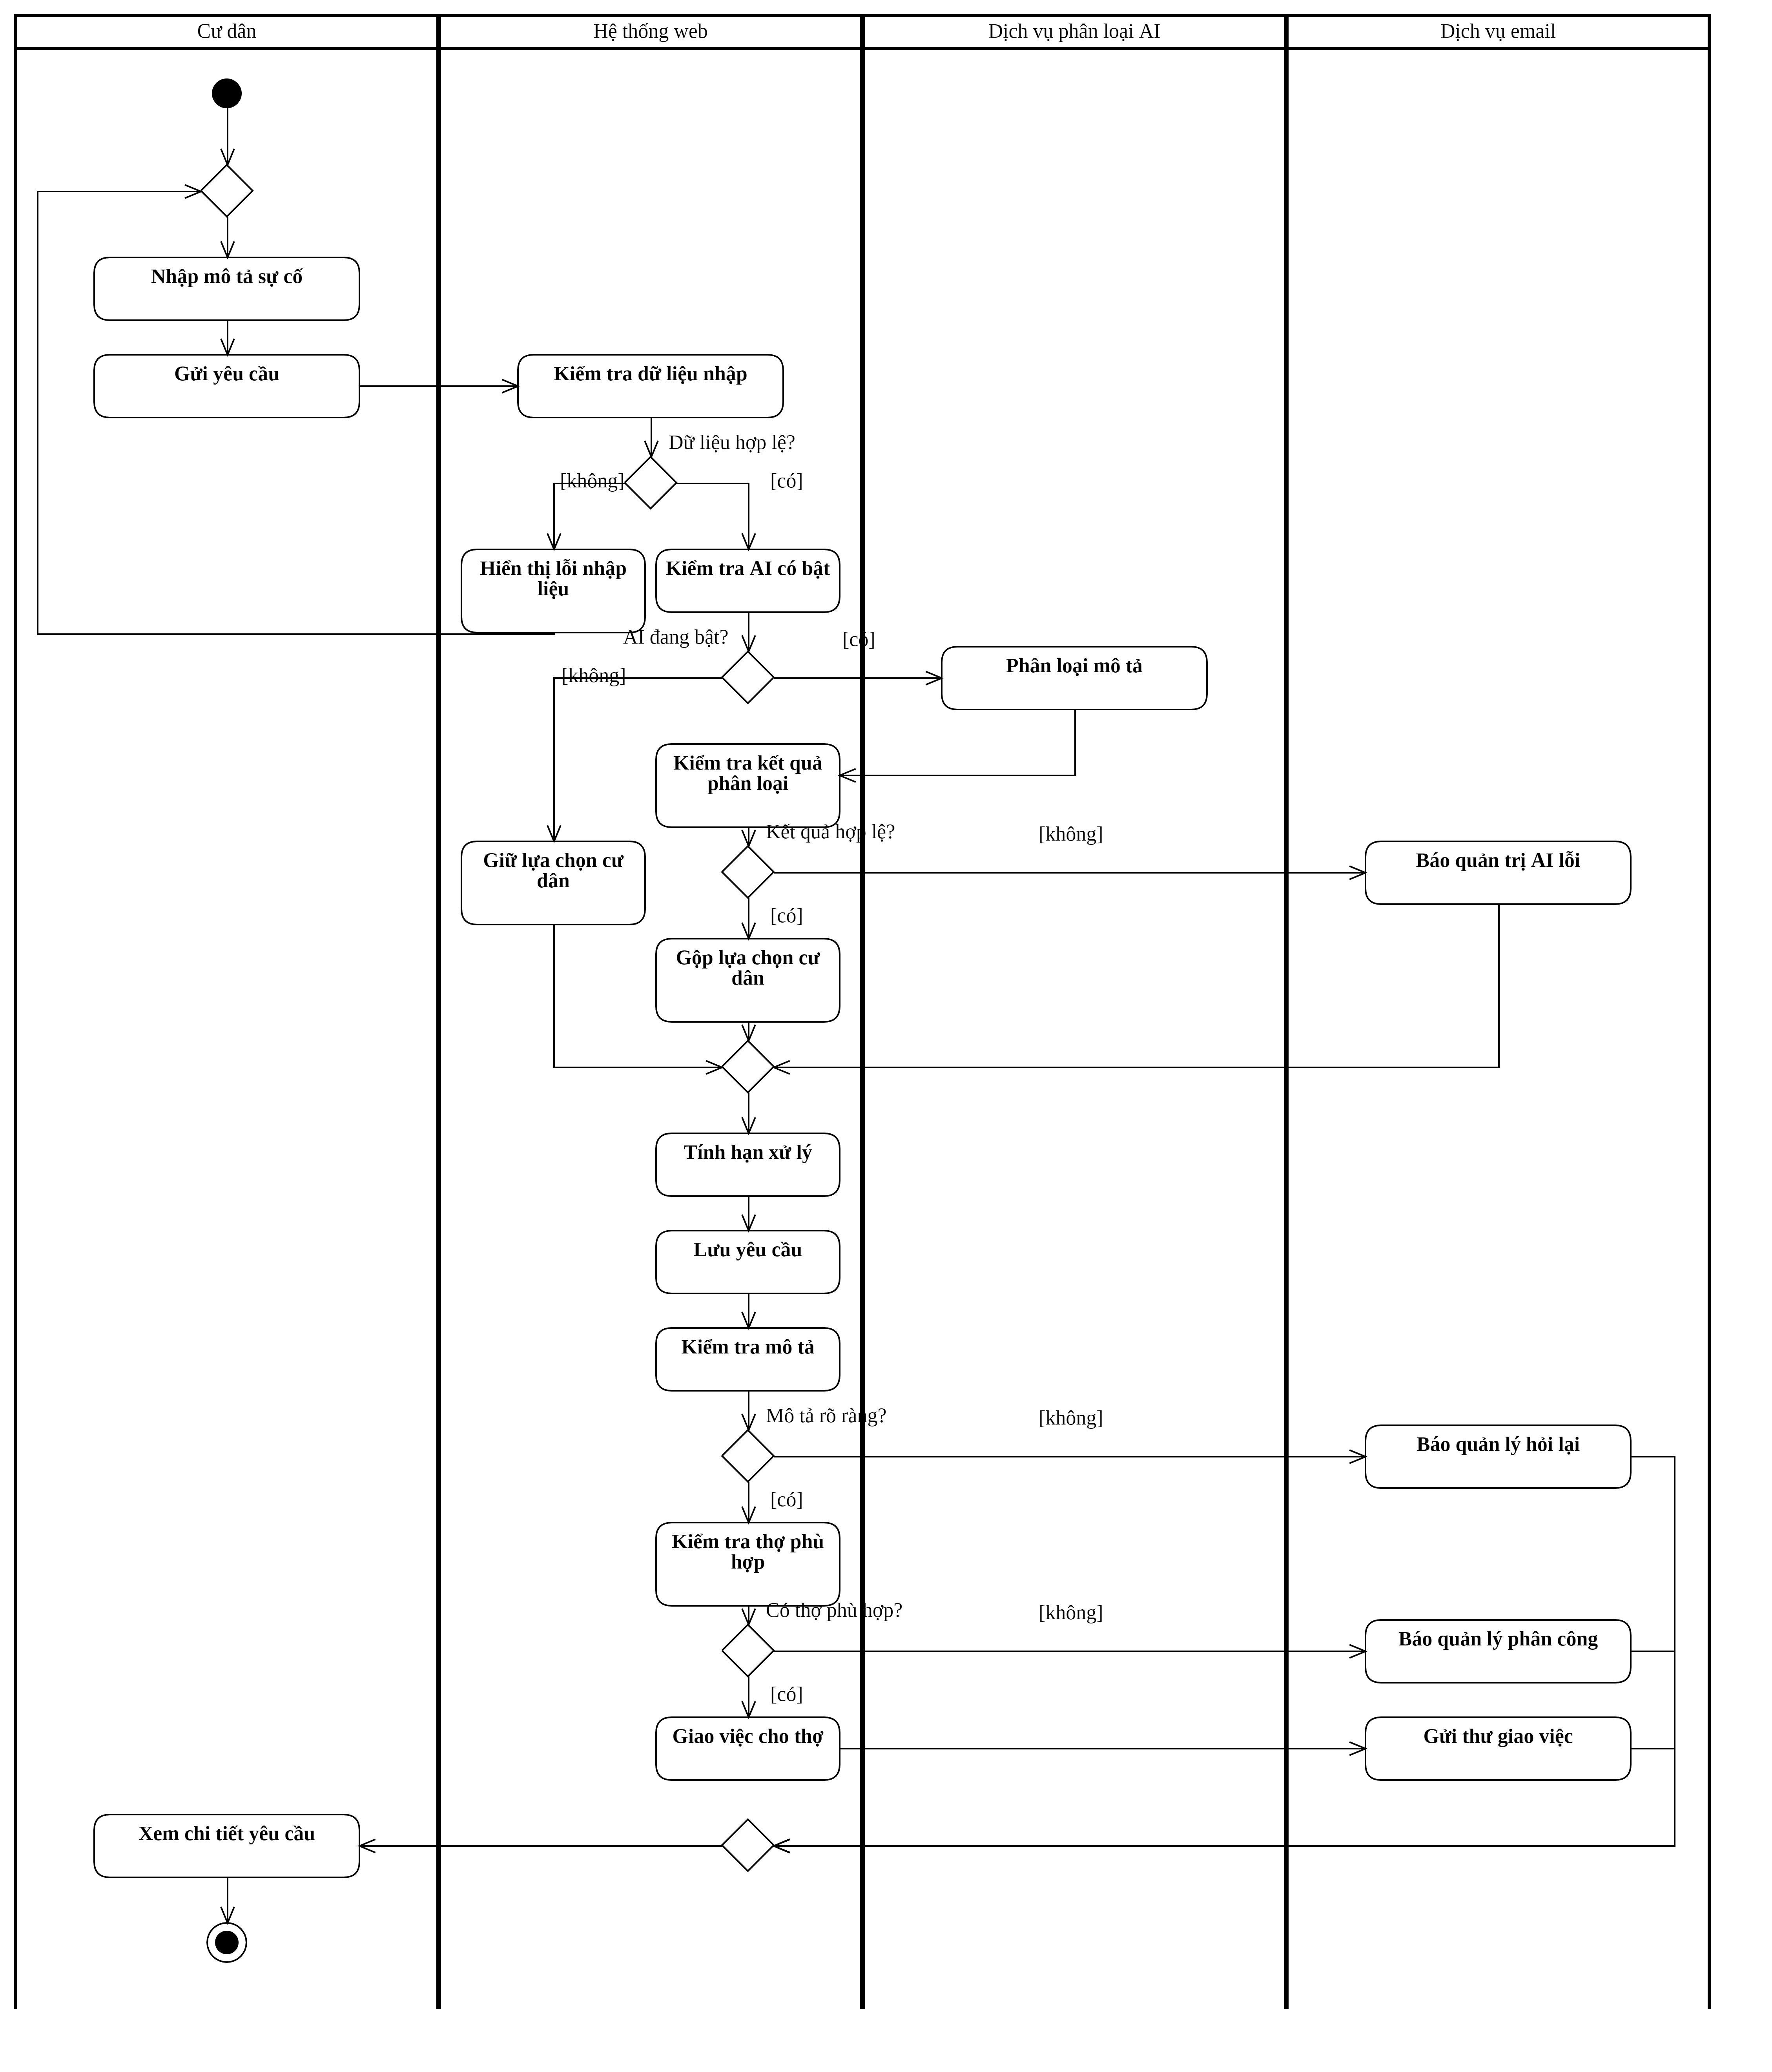 Cư dân
Hệ thống web
Dịch vụ phân loại AI
Dịch vụ email
Nhập mô tả sự cố
Gửi yêu cầu
Kiểm tra dữ liệu nhập
Dữ liệu hợp lệ?
[không]
[có]
Hiển thị lỗi nhập
liệu
Kiểm tra AI có bật
AI đang bật?
[có]
[không]
Phân loại mô tả
Kiểm tra kết quả
phân loại
Kết quả hợp lệ?
[không]
Giữ lựa chọn cư
dân
Báo quản trị AI lỗi
[có]
Gộp lựa chọn cư
dân
Tính hạn xử lý
Lưu yêu cầu
Kiểm tra mô tả
Mô tả rõ ràng?
[không]
Báo quản lý hỏi lại
[có]
Kiểm tra thợ phù
hợp
Có thợ phù hợp?
[không]
Báo quản lý phân công
[có]
Giao việc cho thợ
Gửi thư giao việc
Xem chi tiết yêu cầu